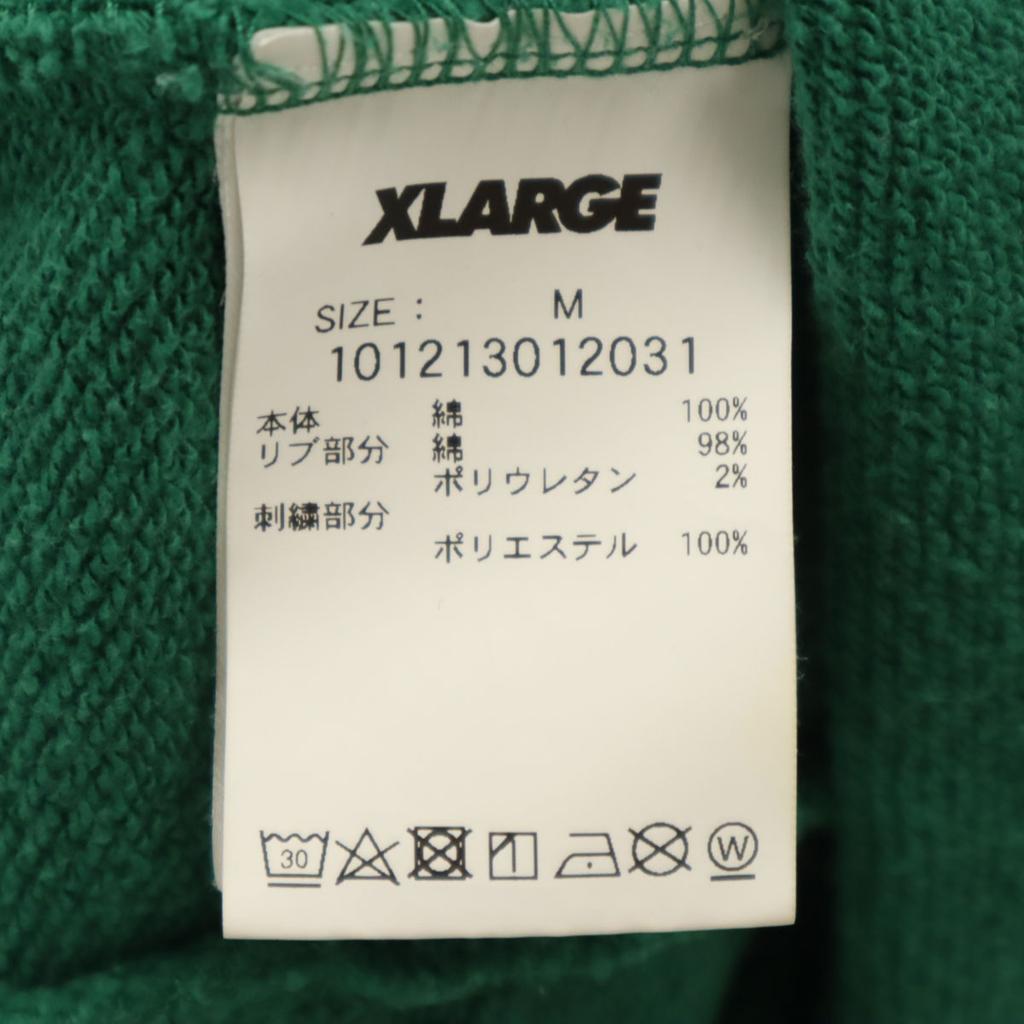 XLARGE
SIZE : M
101213012031
本体 綿 100%
リブ部分 綿 98%
ポリウレタン 2%
刺繍部分
ポリエステル 100%
30
W